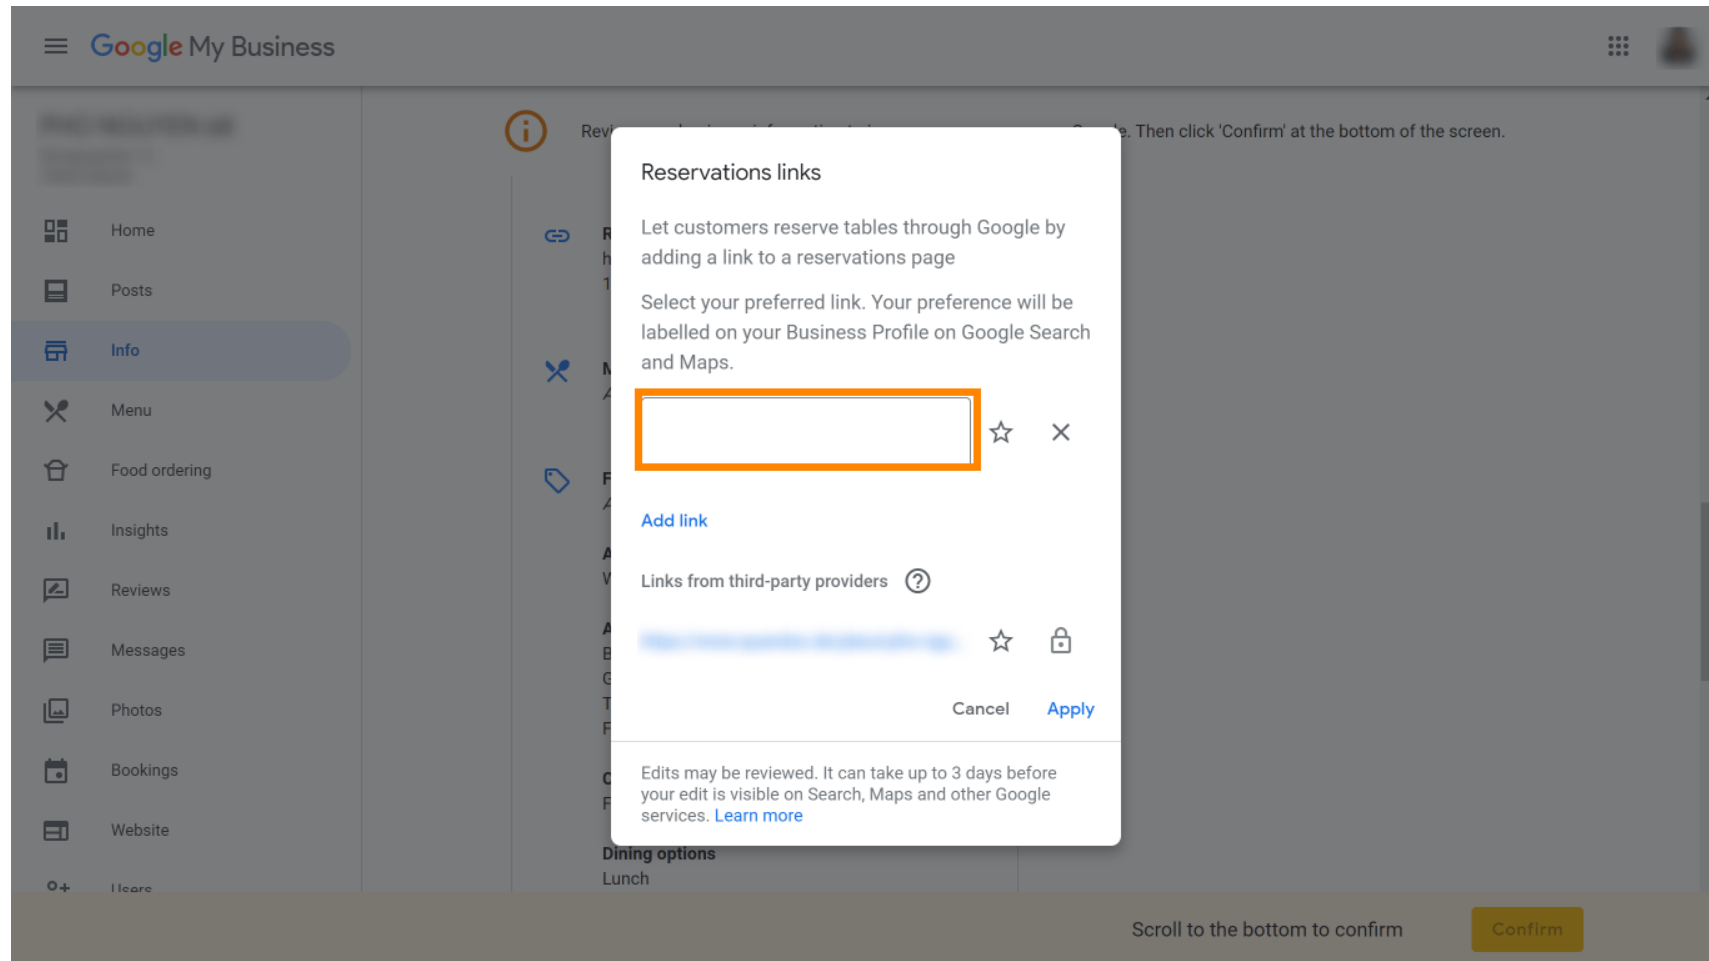 Google My Business
Home
Posts
Info
Menu
Food ordering
Insights
Reviews
Messages
Photos
Bookings
Website
Users
. Then click 'Confirm' at the bottom of the screen.
Reservations links
Let customers reserve tables through Google by
adding a link to a reservations page
Select your preferred link. Your preference will be
labelled on your Business Profile on Google Search
and Maps.
Add link
Links from third-party providers
Cancel
Apply
Edits may be reviewed. It can take up to 3 days before
your edit is visible on Search, Maps and other Google
services. Learn more
Dining options
Lunch
Scroll to the bottom to confirm
Confirm